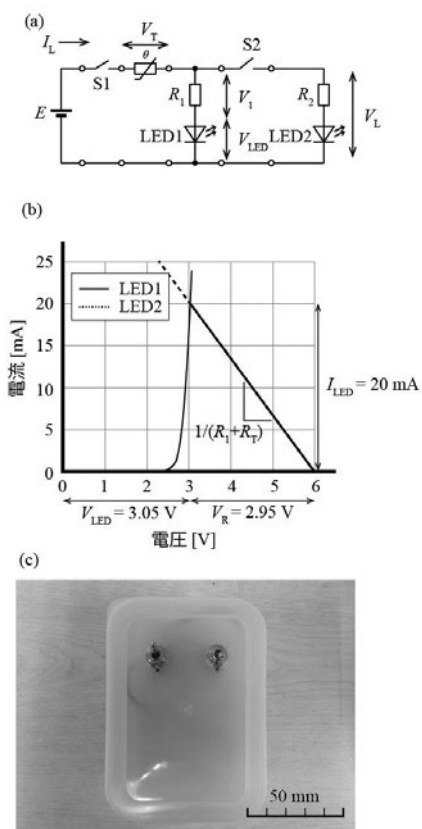 (a)
I_L
V_T
θ
S1
S2
R_1
V_1
R_2
E
V_L
LED1
V_LED
LED2
(b)
25
20
15
10
5
0
電流 [mA]
LED1
LED2
I_LED = 20 mA
1/(R_1+R_T)
0 1 2 3 4 5 6
V_LED = 3.05 V
V_R = 2.95 V
電圧 [V]
(c)
50 mm